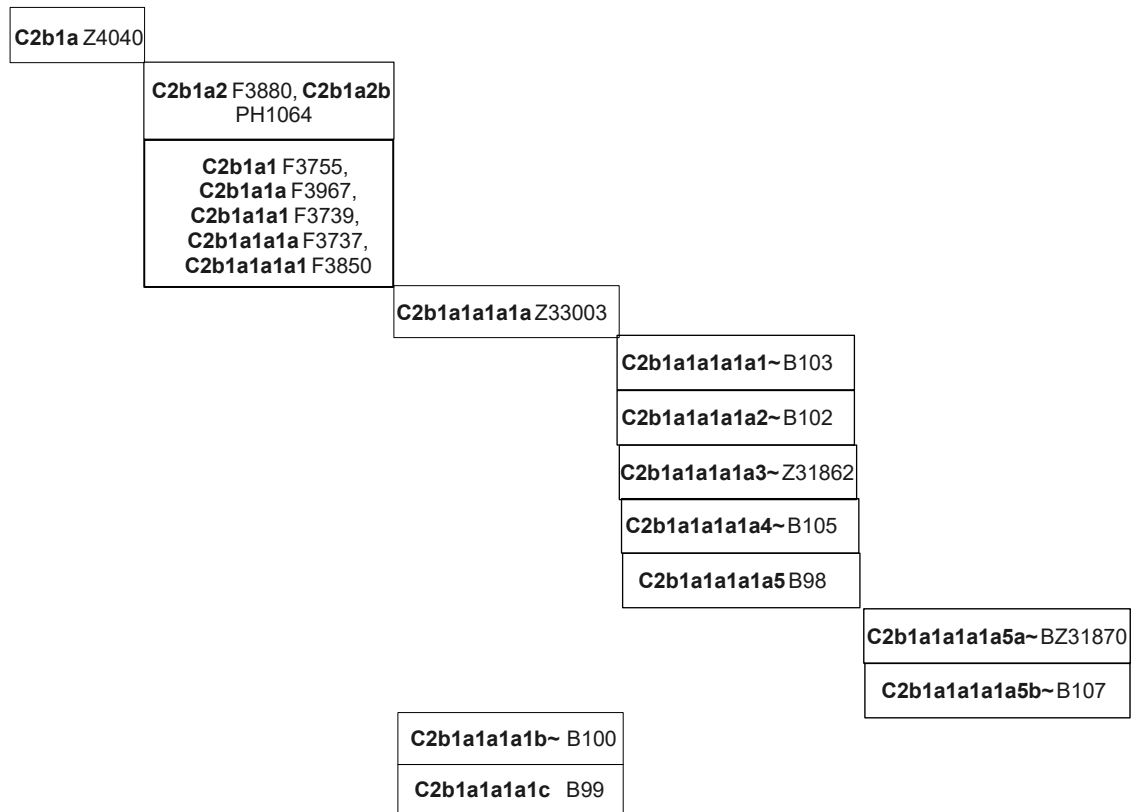 C2b1a Z4040
C2b1a2 F3880, C2b1a2b
PH1064
C2b1a1 F3755,
C2b1a1a F3967,
C2b1a1a1 F3739,
C2b1a1a1a F3737,
C2b1a1a1a1 F3850
C2b1a1a1a1a Z33003
C2b1a1a1a1a1~ B103
C2b1a1a1a1a2~ B102
C2b1a1a1a1a3~ Z31862
C2b1a1a1a1a4~ B105
C2b1a1a1a1a5 B98
C2b1a1a1a1a5a~ BZ31870
C2b1a1a1a1a5b~ B107
C2b1a1a1a1b~ B100
C2b1a1a1a1c B99